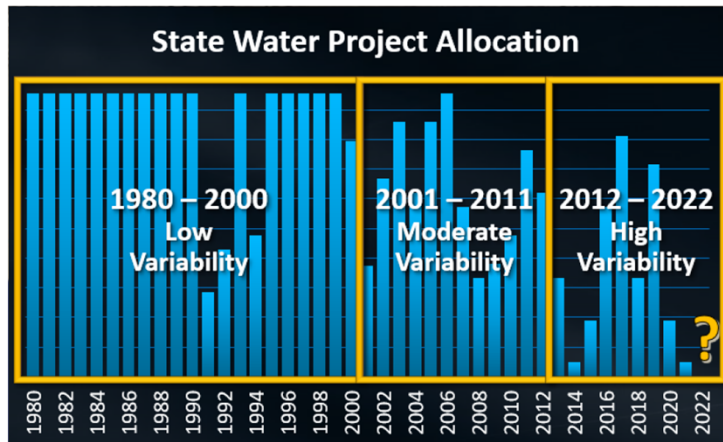 State Water Project Allocation
1980 – 2000
Low
Variability
2001 – 2011
Moderate
Variability
2012 – 2022
High
Variability
?
1980 1982 1984 1986 1988 1990 1992 1994 1996 1998 2000 2002 2004 2006 2008 2010 2012 2014 2016 2018 2020 2022